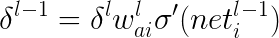 δ^{l-1} = δ^l w^l_{ai} σ'(net^{l-1}_i)